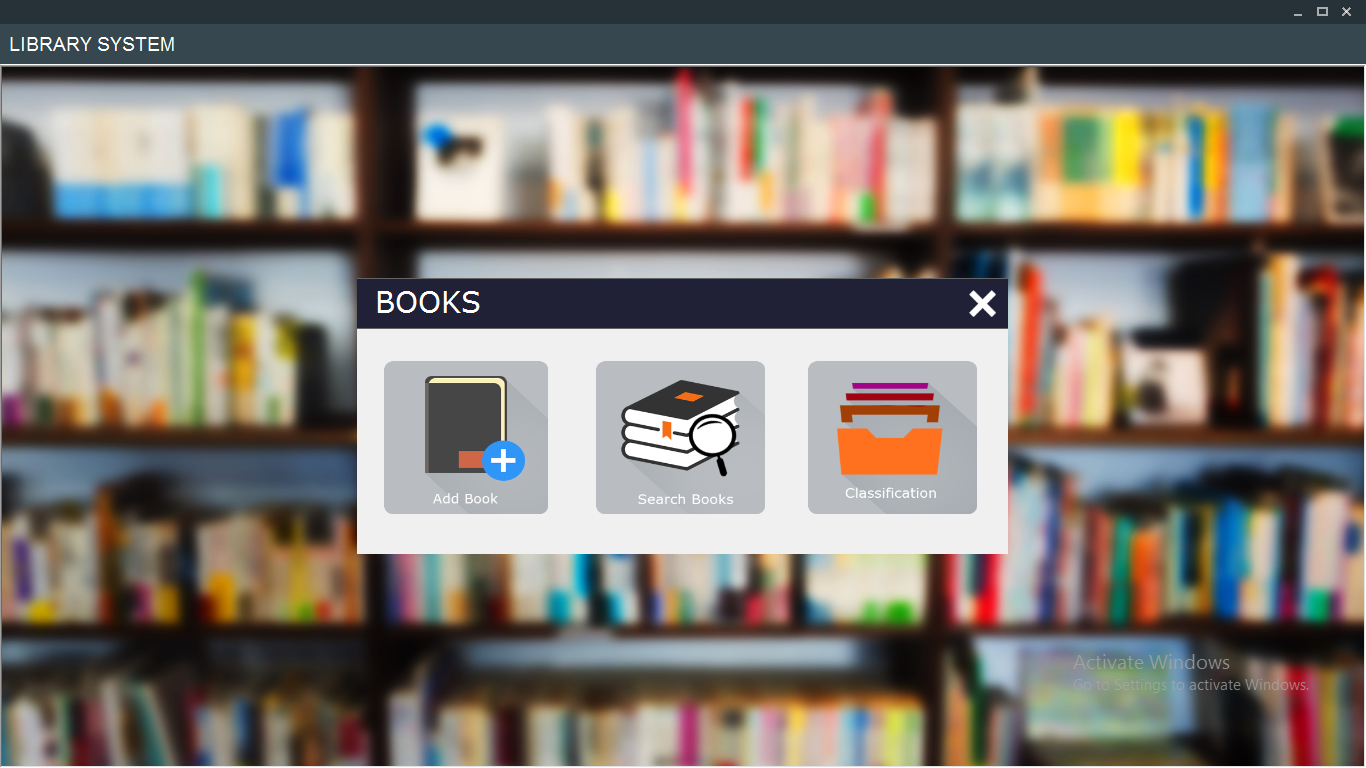 LIBRARY SYSTEM
BOOKS
Add Book
Search Books
Classification
Activate Windows
Go to Settings to activate Windows.